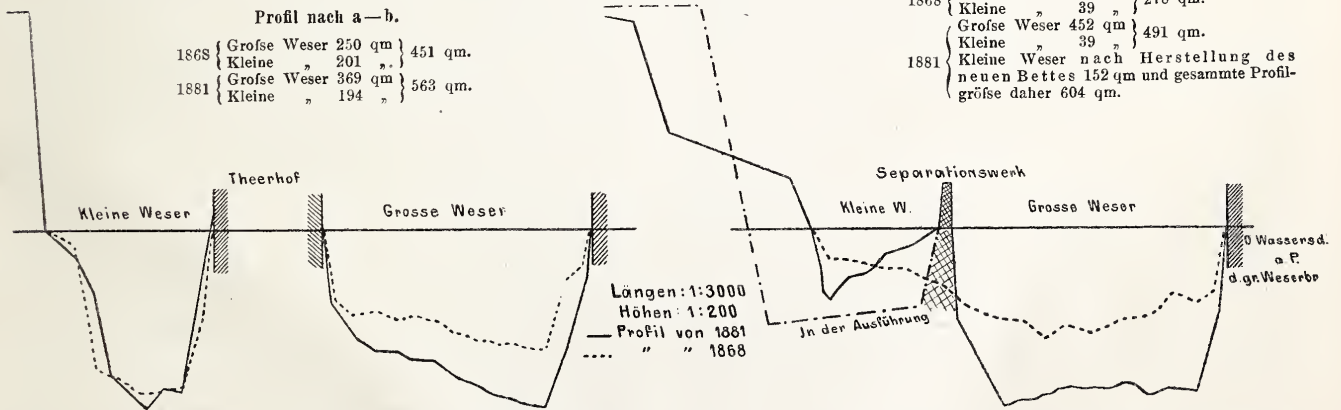 Profil nach a—b.
1868 { Grofse Weser 250 qm } 451 qm.
Kleine „ 201 „.
1881 { Grofse Weser 369 qm } 563 qm.
Kleine „ 194 „
Kleine „ 39 „
Grofse Weser 452 qm } 491 qm.
Kleine „ 39 „
1881 { Kleine Weser nach Herstellung des
neuen Bettes 152 qm und gesammte Profil-
gröfse daher 604 qm.
Theerhof
Kleine Weser
Grosse Weser
Separationswerk
Kleine W.
Grosse Weser
0 Wassersd.
a. P.
d. gr. Weserbr
Längen: 1:3000
Höhen: 1:200
Profil von 1881
„ „ 1868
In der Ausführung